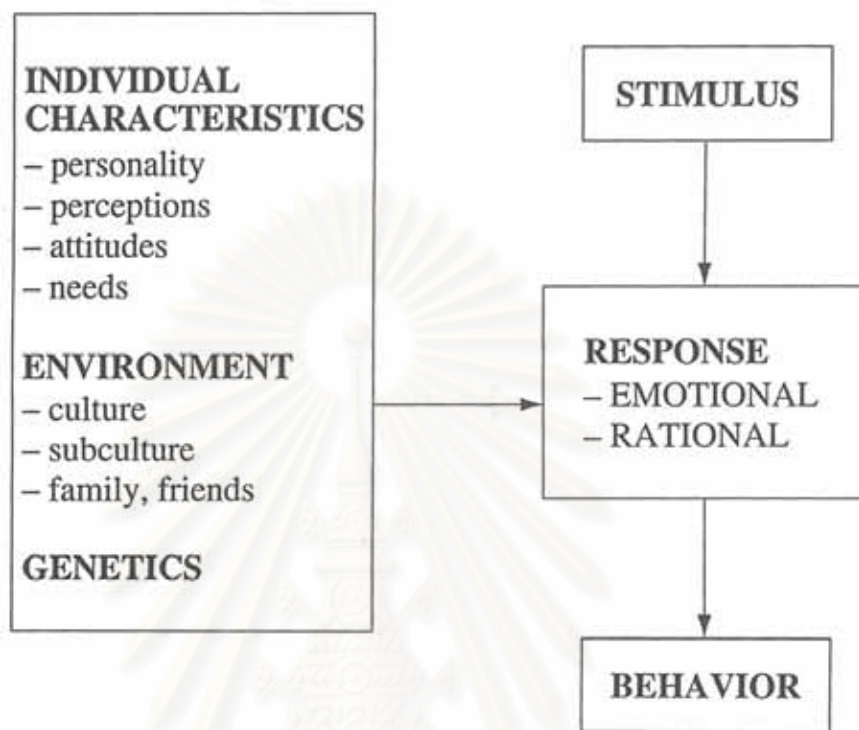 INDIVIDUAL
CHARACTERISTICS
– personality
– perceptions
– attitudes
– needs
ENVIRONMENT
– culture
– subculture
– family, friends
GENETICS
STIMULUS
RESPONSE
– EMOTIONAL
– RATIONAL
BEHAVIOR